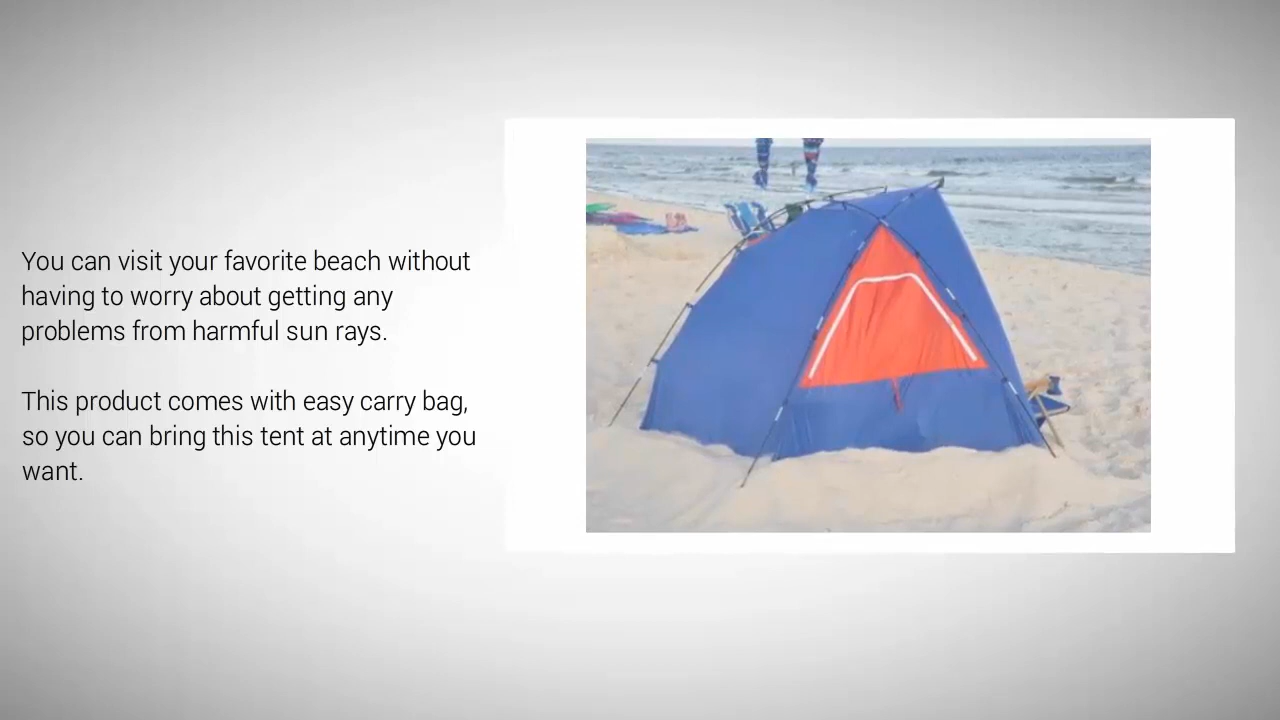 You can visit your favorite beach without
having to worry about getting any
problems from harmful sun rays.
This product comes with easy carry bag,
so you can bring this tent at anytime you
want.